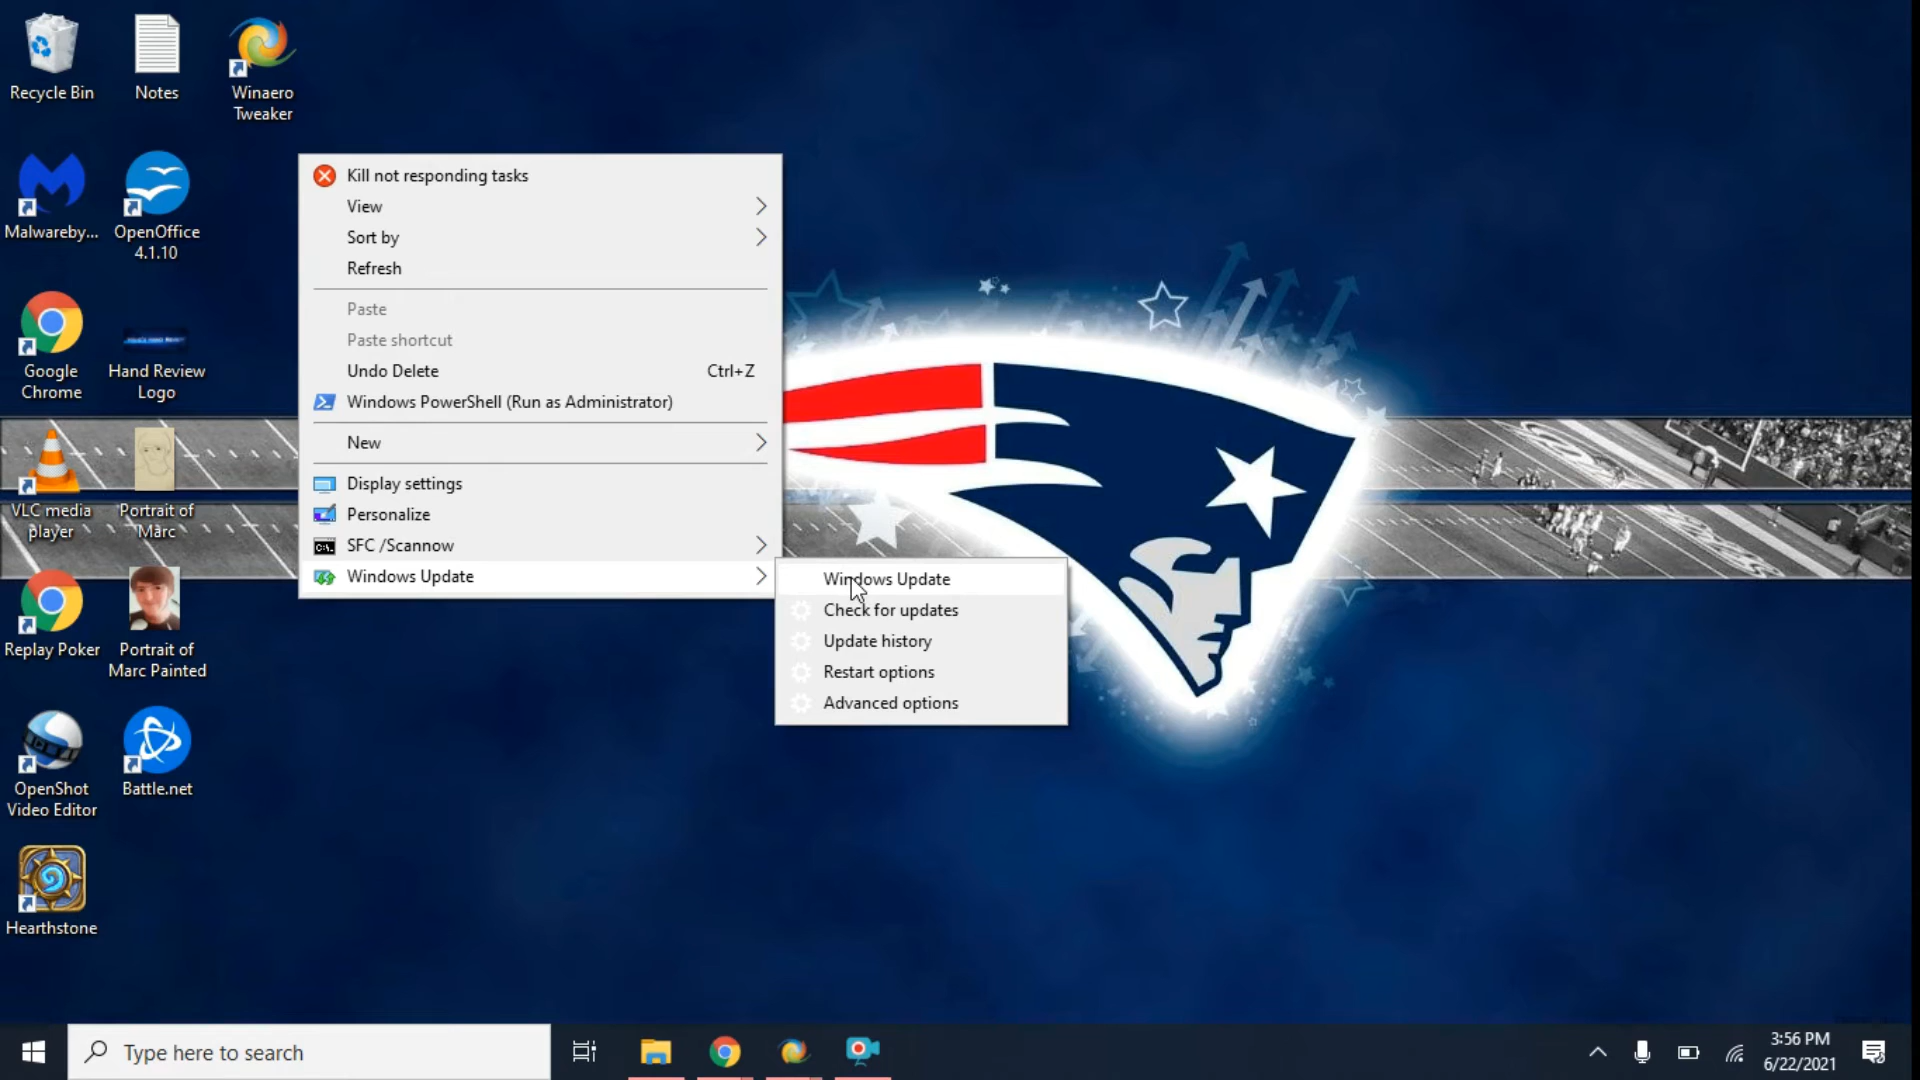 Recycle Bin
Notes
Winaero
Tweaker
Malwareby...
OpenOffice
4.1.10
Google
Chrome
Hand Review
Logo
VLC media
player
Portrait of
Marc
Replay Poker
Portrait of
Marc Painted
OpenShot
Video Editor
Battle.net
Hearthstone
Kill not responding tasks
View
Sort by
Refresh
Paste
Paste shortcut
Undo Delete Ctrl+Z
Windows PowerShell (Run as Administrator)
New
Display settings
Personalize
C:\.
SFC /Scannow
Windows Update
Windows Update
Check for updates
Update history
Restart options
Advanced options
Type here to search
3:56 PM
6/22/2021